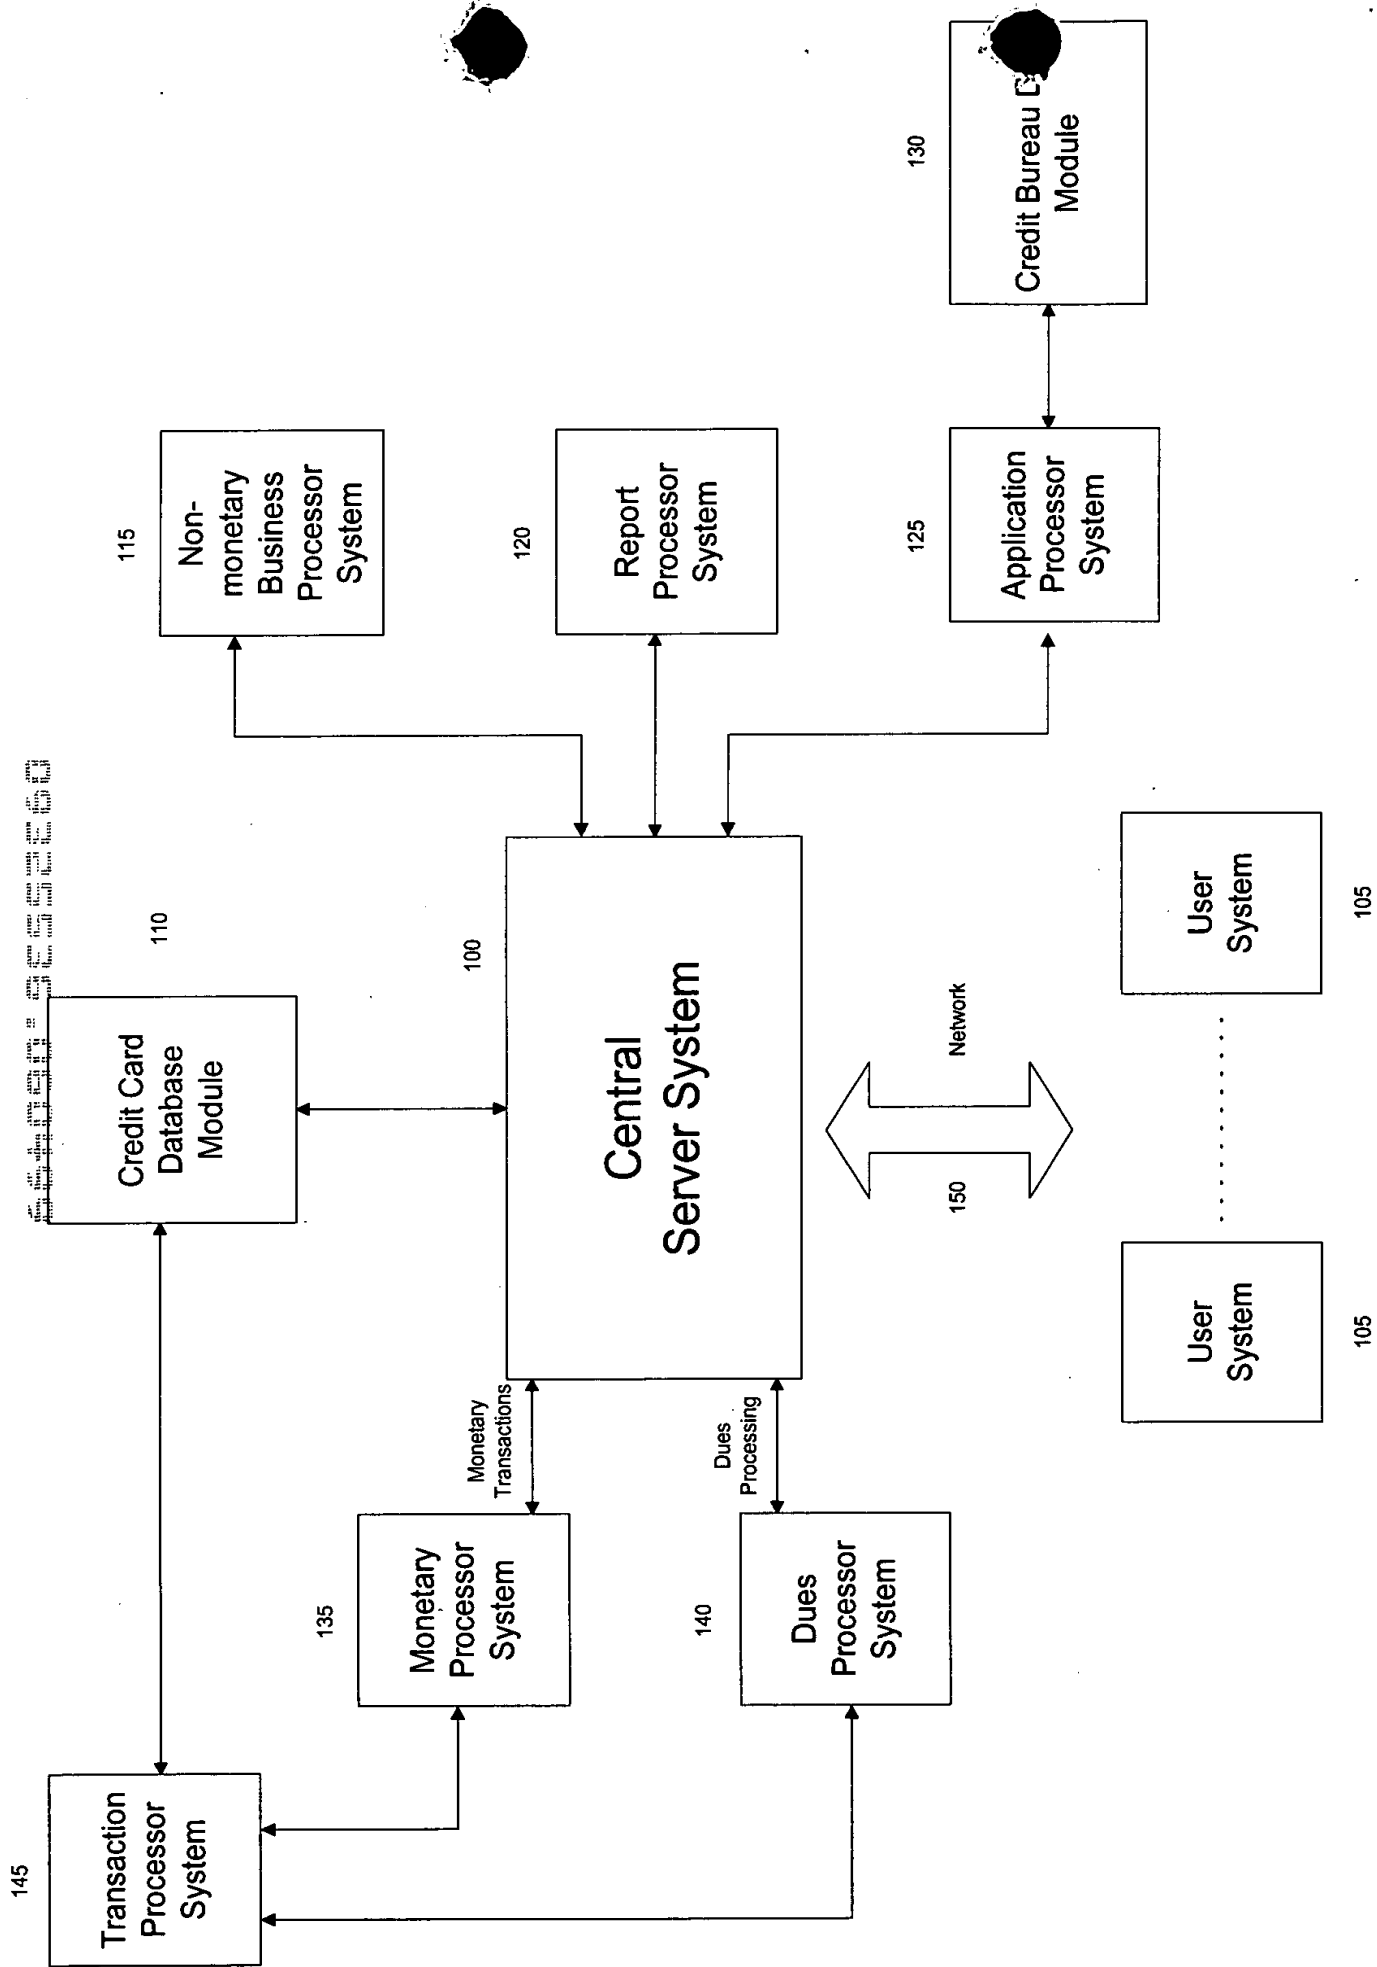 145
Transaction
Processor
System
110
Credit Card
Database
Module
115
Non-
monetary
Business
Processor
System
135
Monetary
Processor
System
Monetary
Transactions
100
Central
Server System
120
Report
Processor
System
140
Dues
Processor
System
Dues
Processing
125
Application
Processor
System
130
Credit Bureau
Module
150
Network
User
System
User
System
105
105